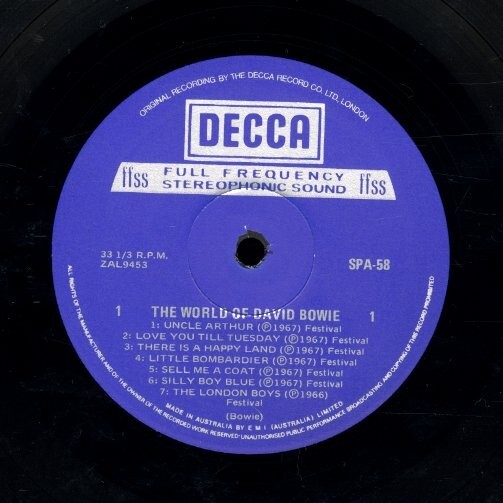 ORIGINAL RECORDING BY THE DECCA RECORD CO. LTD, LONDON
DECCA
ffss FULL FREQUENCY STEREOPHONIC SOUND ffss
33 1/3 R.P.M.
ZAL9453
SPA-58
1 THE WORLD OF DAVID BOWIE 1
1: UNCLE ARTHUR (℗1967) Festival
2: LOVE YOU TILL TUESDAY (℗1967) Festival
3: THERE IS A HAPPY LAND (℗1967) Festival
4: LITTLE BOMBARDIER (℗1967) Festival
5: SELL ME A COAT (℗1967) Festival
6: SILLY BOY BLUE (℗1967) Festival
7: THE LONDON BOYS (℗1966)
Festival
(Bowie)
MADE IN AUSTRALIA BY E M I (AUSTRALIA) LIMITED
ALL RIGHTS OF THE MANUFACTURER AND OF THE OWNER OF THE RECORDED WORK RESERVED·UNAUTHORISED PUBLIC PERFORMANCE BROADCASTING AND COPYING OF THIS RECORD PROHIBITED